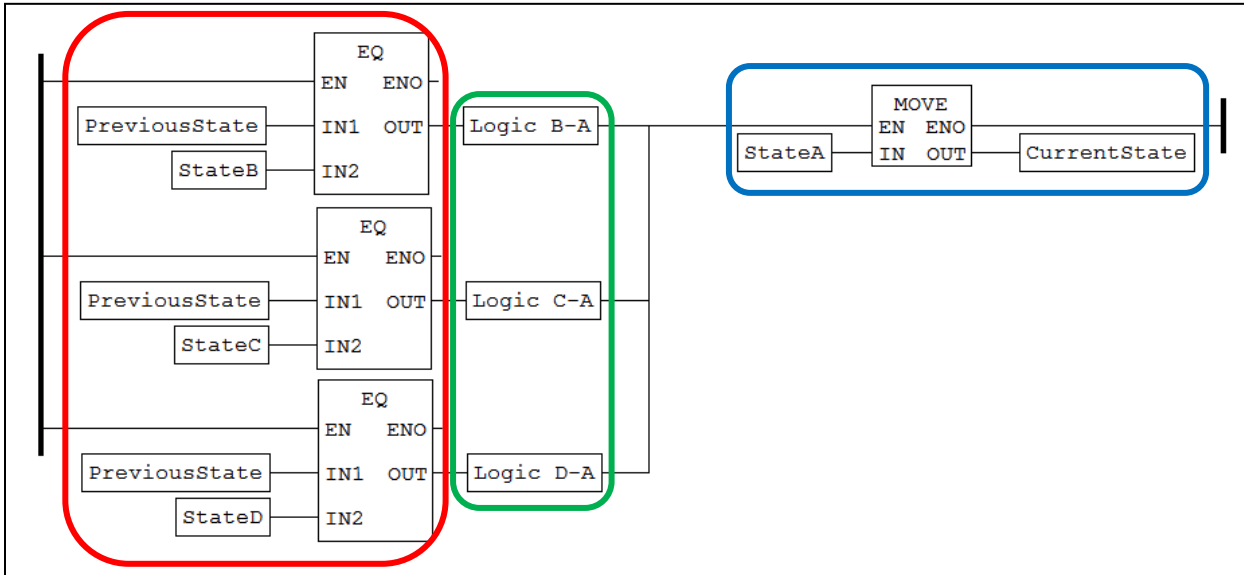 EQ
EN ENO
PreviousState IN1 OUT Logic B-A
StateB IN2
MOVE
EN ENO
StateA IN OUT CurrentState
EQ
EN ENO
PreviousState IN1 OUT Logic C-A
StateC IN2
EQ
EN ENO
PreviousState IN1 OUT Logic D-A
StateD IN2